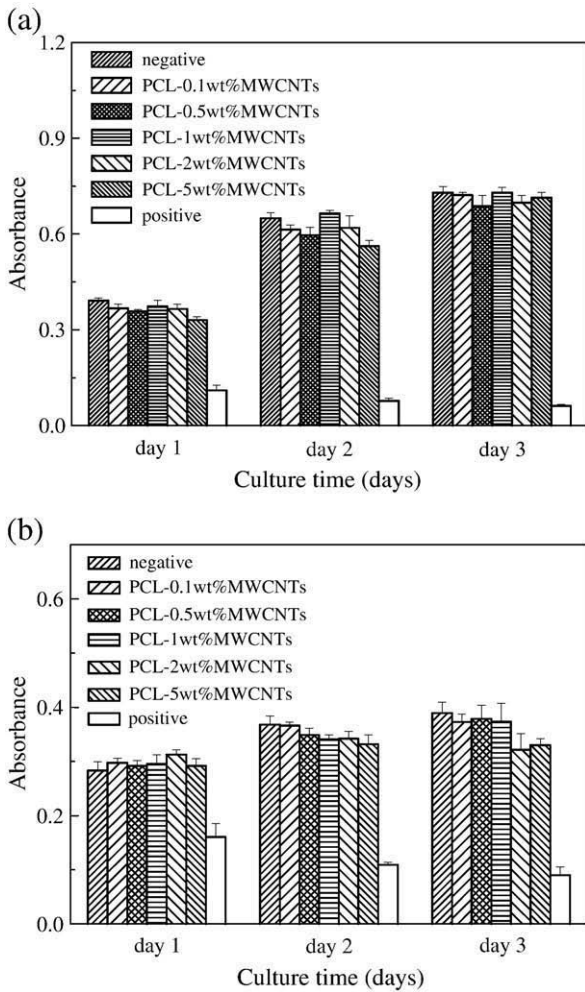 (a)
1.2
0.9
0.6
0.3
0.0
Absorbance
negative
PCL-0.1wt%MWCNTs
PCL-0.5wt%MWCNTs
PCL-1wt%MWCNTs
PCL-2wt%MWCNTs
PCL-5wt%MWCNTs
positive
day 1 day 2 day 3
Culture time (days)
(b)
0.6
0.4
0.2
0.0
Absorbance
negative
PCL-0.1wt%MWCNTs
PCL-0.5wt%MWCNTs
PCL-1wt%MWCNTs
PCL-2wt%MWCNTs
PCL-5wt%MWCNTs
positive
day 1 day 2 day 3
Culture time (days)